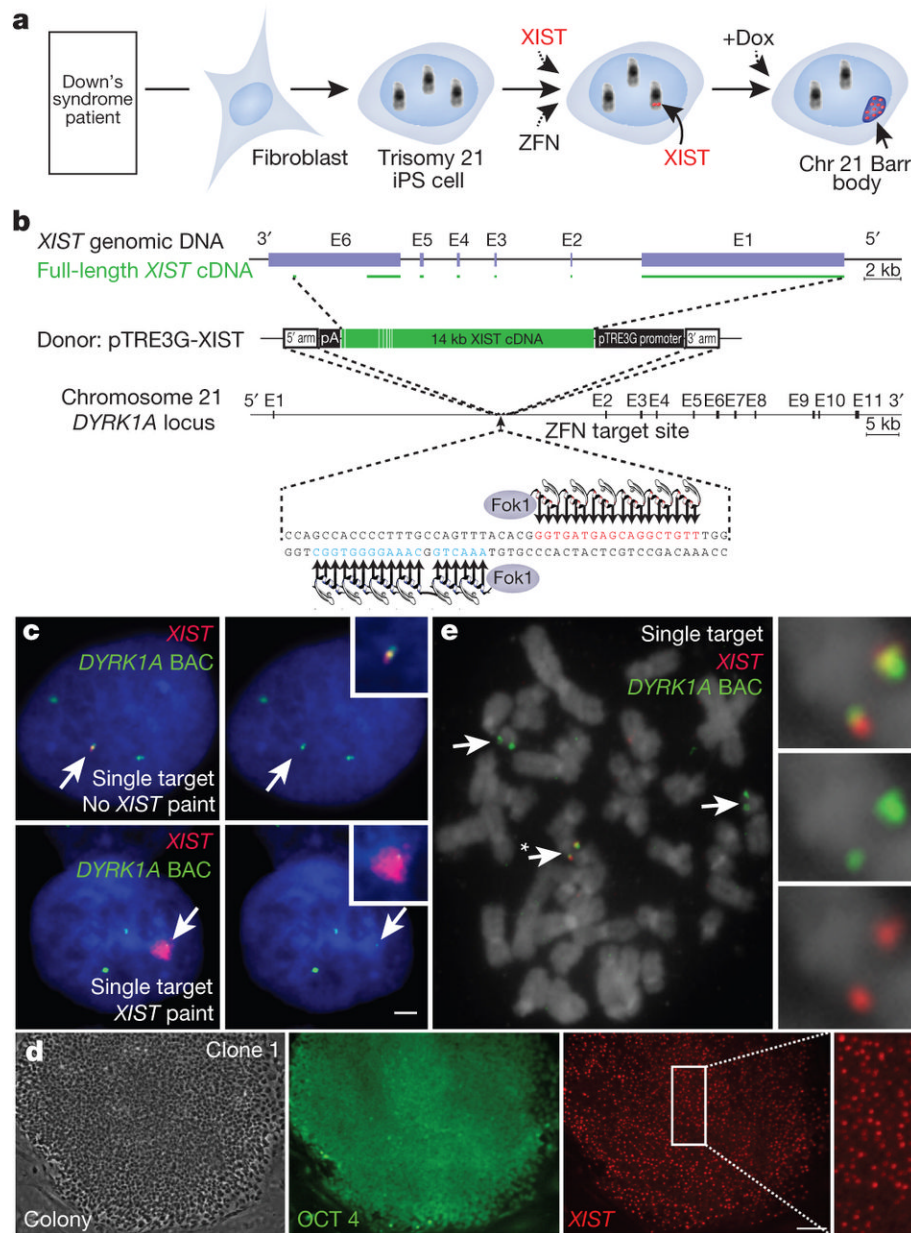 a
Down's
syndrome
patient
Fibroblast
Trisomy 21
iPS cell
XIST
ZFN
XIST
+Dox
Chr 21 Barr
body
b
XIST genomic DNA
3′ E6 E5 E4 E3 E2 E1 5′
Full-length XIST cDNA
2 kb
Donor: pTRE3G-XIST
5′ arm pA 14 kb XIST cDNA pTRE3G promoter 3′ arm
Chromosome 21
DYRK1A locus
5′ E1 E2 E3 E4 E5 E6 E7 E8 E9 E10 E11 3′
ZFN target site
5 kb
Fok1
CCAGCCACCCCTTTGCCAGTTTACACGGGTGATGAGCAGGCTGTTTGG
GGTCGGTGGGGAAACGGTCAAATGTGCCCACTACTCGTCCGACAAACC
Fok1
c
XIST
DYRK1A BAC
Single target
No XIST paint
XIST
DYRK1A BAC
Single target
XIST paint
e
Single target
XIST
DYRK1A BAC
*
d
Clone 1
Colony
OCT 4
XIST